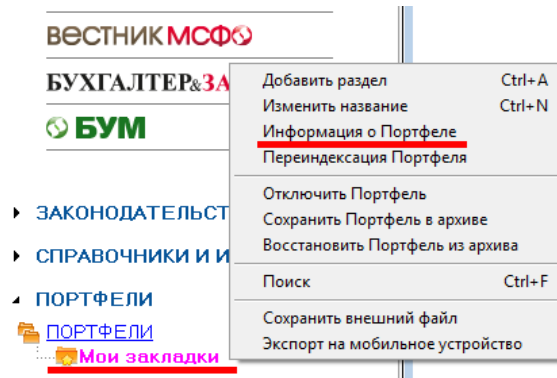 ВЕСТНИК МСФО
БУХГАЛТЕР&ЗА
БУМ
ЗАКОНОДАТЕЛЬСТ
СПРАВОЧНИКИ И И
ПОРТФЕЛИ
ПОРТФЕЛИ
Мои закладки
Добавить раздел Ctrl+A
Изменить название Ctrl+N
Информация о Портфеле
Переиндексация Портфеля
Отключить Портфель
Сохранить Портфель в архиве
Восстановить Портфель из архива
Поиск Ctrl+F
Сохранить внешний файл
Экспорт на мобильное устройство